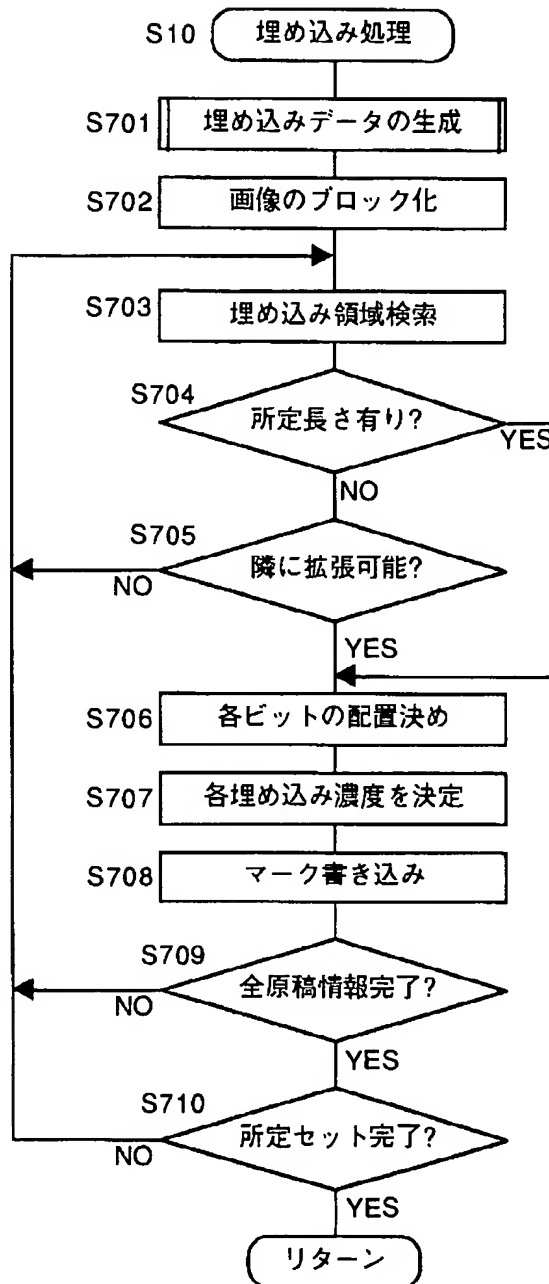 S10 埋め込み処理
S701 埋め込みデータの生成
S702 画像のブロック化
S703 埋め込み領域検索
S704 所定長さ有り?
YES
NO
S705 隣に拡張可能?
NO
YES
S706 各ビットの配置決め
S707 各埋め込み濃度を決定
S708 マーク書き込み
S709 全原稿情報完了?
NO
YES
S710 所定セット完了?
NO
YES
リターン